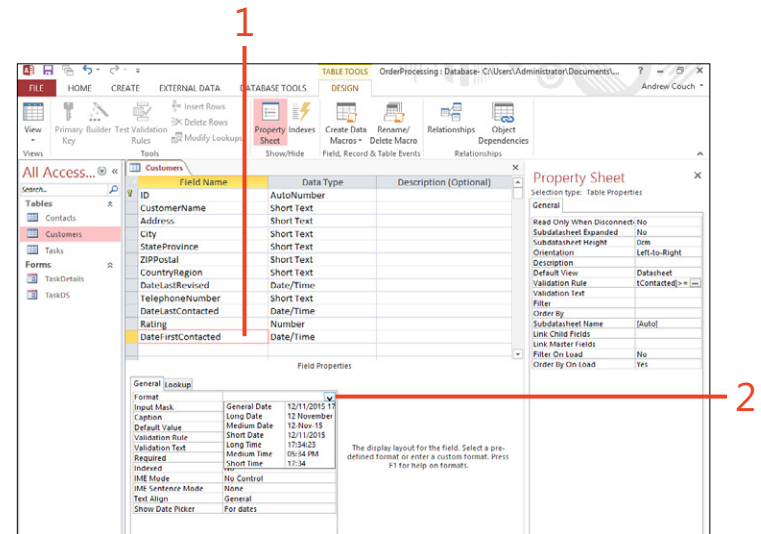 1
TABLE TOOLS OrderProcessing : Database- C:\Users\Administrator\Documents\...
FILE HOME CREATE EXTERNAL DATA DATABASE TOOLS DESIGN Andrew Couch
View Primary Key Builder Test Validation Rules Insert Rows Delete Rows Modify Lookups Property Sheet Indexes Create Data Macros Rename/ Delete Macro Relationships Object Dependencies
Views Tools Show/Hide Field, Record & Table Events Relationships
All Access... «
Search...
Tables
Contacts
Customers
Tasks
Forms
TaskDetails
TaskDS
Customers
Field Name Data Type Description (Optional)
ID AutoNumber
CustomerName Short Text
Address Short Text
City Short Text
StateProvince Short Text
ZIPPostal Short Text
CountryRegion Short Text
DateLastRevised Date/Time
TelephoneNumber Short Text
DateLastContacted Date/Time
Rating Number
DateFirstContacted Date/Time
Field Properties
General Lookup
Format
Input Mask
Caption
Default Value
Validation Rule
Validation Text
Required
Indexed No
IME Mode No Control
IME Sentence Mode None
Text Align General
Show Date Picker For dates
General Date 12/11/2015 17
Long Date 12 November
Medium Date 12-Nov-15
Short Date 12/11/2015
Long Time 17:34:23
Medium Time 05:34 PM
Short Time 17:34
The display layout for the field. Select a pre-
defined format or enter a custom format. Press
F1 for help on formats.
Property Sheet
Selection type: Table Properties
General
Read Only When Disconnect No
Subdatasheet Expanded No
Subdatasheet Height 0cm
Orientation Left-to-Right
Description
Default View Datasheet
Validation Rule tContacted]>=
Validation Text
Filter
Order By
Subdatasheet Name [Auto]
Link Child Fields
Link Master Fields
Filter On Load No
Order By On Load Yes
2